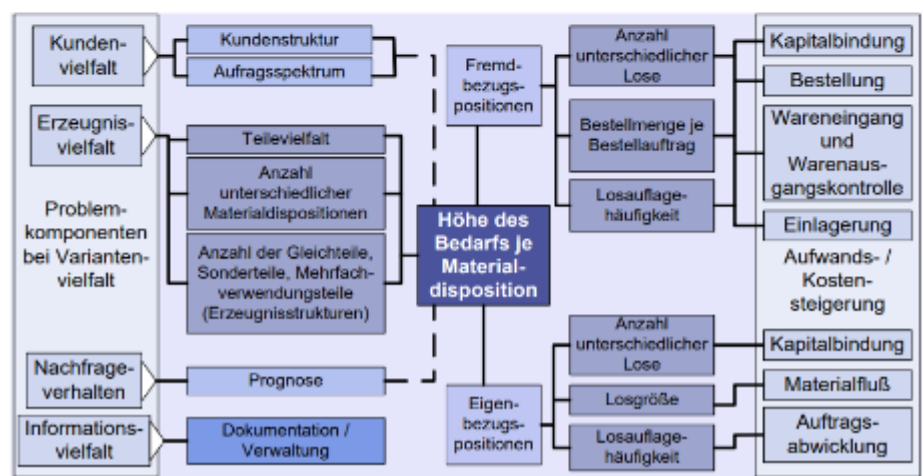 Kunden-
vielfalt
Kundenstruktur
Aufragsspektrum
Erzeugnis-
vielfalt
Teilevielfalt
Anzahl
unterschiedlicher
Materialdispositionen
Anzahl der Gleichteile,
Sonderteile, Mehrfach-
verwendungsteile
(Erzeugnisstrukturen)
Problem-
komponenten
bei Varianten-
vielfalt
Nachfrage-
verhalten
Prognose
Informations-
vielfalt
Dokumentation /
Verwaltung
Höhe des
Bedarfs je
Material-
disposition
Fremd-
bezugs-
positionen
Anzahl
unterschiedlicher
Lose
Bestellmenge je
Bestellauftrag
Losauflage-
häufigkeit
Kapitalbindung
Bestellung
Wareneingang
und
Warenaus-
gangskontrolle
Einlagerung
Aufwands- /
Kosten-
steigerung
Eigen-
bezugs-
positionen
Anzahl
unterschiedlicher
Lose
Losgröße
Losauflage-
häufigkeit
Kapitalbindung
Materialfluß
Auftrags-
abwicklung